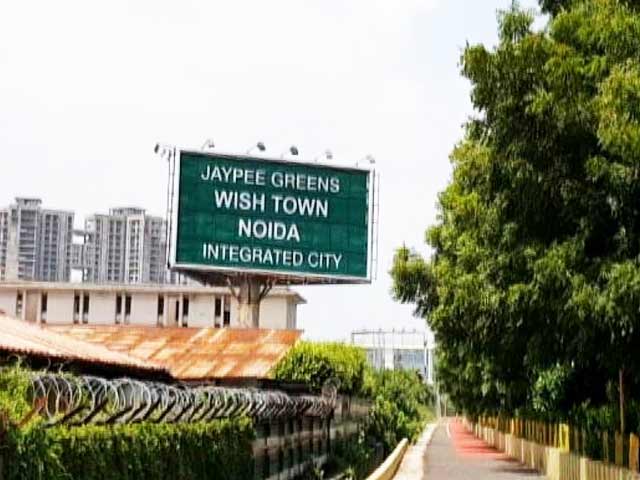 JAYPEE GREENS
WISH TOWN
NOIDA
INTEGRATED CITY